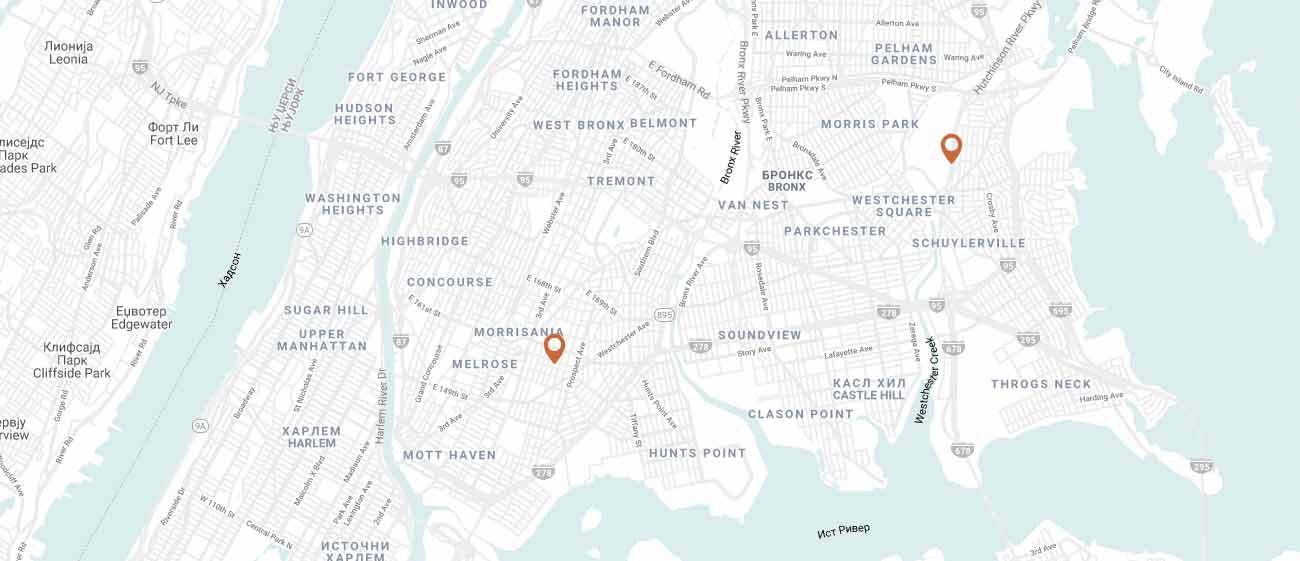 INWOOD
Sherman Ave
Nagle Ave
FORDHAM
MANOR
Webster Ave
Bronx Park E
95
Allerton Ave
ALLERTON
Waring Ave
PELHAM
GARDENS
Waring Ave
Hutchinson River Pkwy
City Island Rd
Лионија
Leonia
95
NJ Tpke
ЊУ ЏЕРСИ
ЊУЈОРК
FORT GEORGE
FORDHAM
HEIGHTS
E 187th St
E Fordham Rd
Bronx River Pkwy
Pelham Pkwy N
Pelham Pkwy S
Pelham Pkwy S
HUDSON
HEIGHTS
Amsterdam Ave
University Ave
Форт Ли
Fort Lee
WEST BRONX
BELMONT
Bronx Park E
MORRIS PARK
3rd Ave
E 180th St
87
Bronx River
Bronxdale Ave
лисејдс
Парк
ades Park
95
95
TREMONT
БРОНКС
BRONX
Palisade Ave
River Rd
WASHINGTON
HEIGHTS
Webster Ave
VAN NEST
WESTCHESTER
SQUARE
Crosby Ave
9A
Glen Rd
Anderson Ave
HIGHBRIDGE
Southern Blvd
95
PARKCHESTER
SCHUYLERVILLE
95
Хадсон
CONCOURSE
E 168th St
E 169th St
Bronx River Ave
Rosedale Ave
E 161st St
3rd Ave
SUGAR HILL
Еџвотер
Edgewater
895
278
95
695
UPPER
MANHATTAN
MORRISANIA
Westchester Ave
SOUNDVIEW
Zerega Ave
295
87
278
Story Ave
Lafayette Ave
678
Клифсајд
Парк
Cliffside Park
River Rd
MELROSE
Prospect Ave
Grand Concourse
St Nicholas Ave
Harlem River Dr
E 149th St
3rd Ave
КАСЛ ХИЛ
CASTLE HILL
Westchester Creek
THROGS NECK
Harding Ave
Gorge Rd
Broadway
Hunts Point Ave
CLASON POINT
ервју
rview
9A
ХАРЛЕМ
HARLEM
3rd Ave
Tiffany St
River Rd
MOTT HAVEN
HUNTS POINT
678
295
278
Malcolm X Blvd
Madison Ave
Riverside Dr
W 110th St
Park Ave
Lexington Ave
2nd Ave
Central Park N
Ист Ривер
ИСТОЧНИ
ХАРЛЕМ
3rd Ave